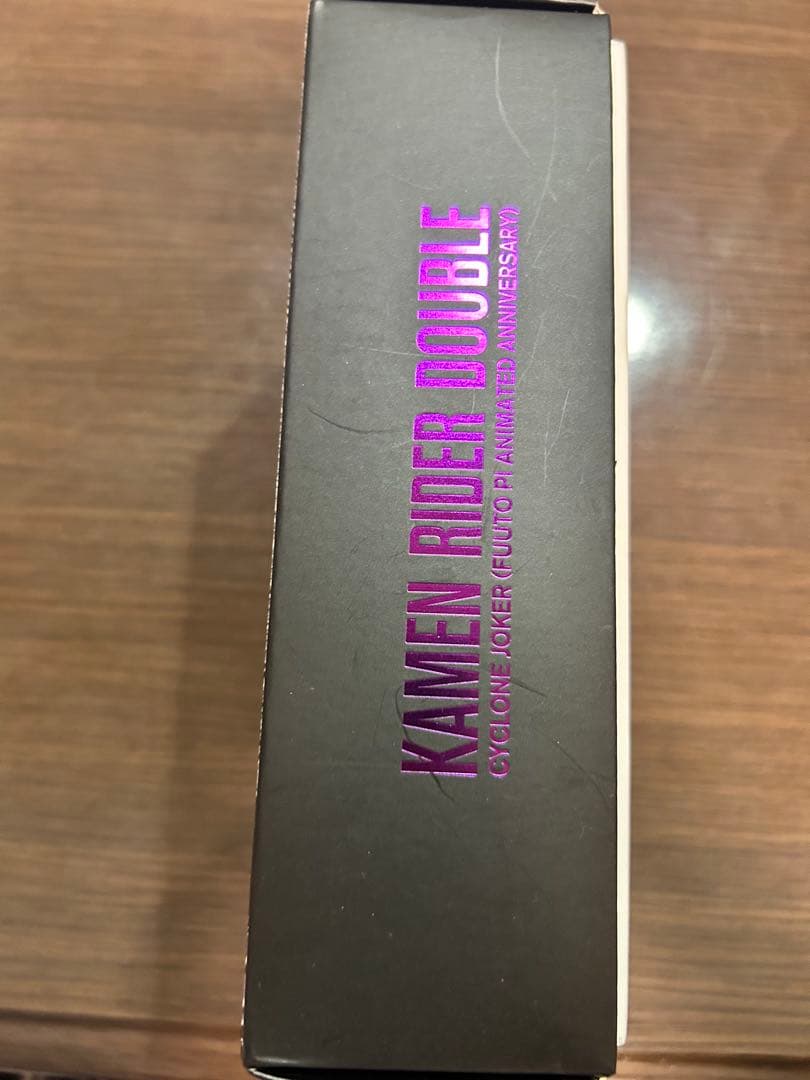 KAMEN RIDER DOUBLE
CYCLONE JOKER (FUUTO PI ANIMATED ANNIVERSARY)